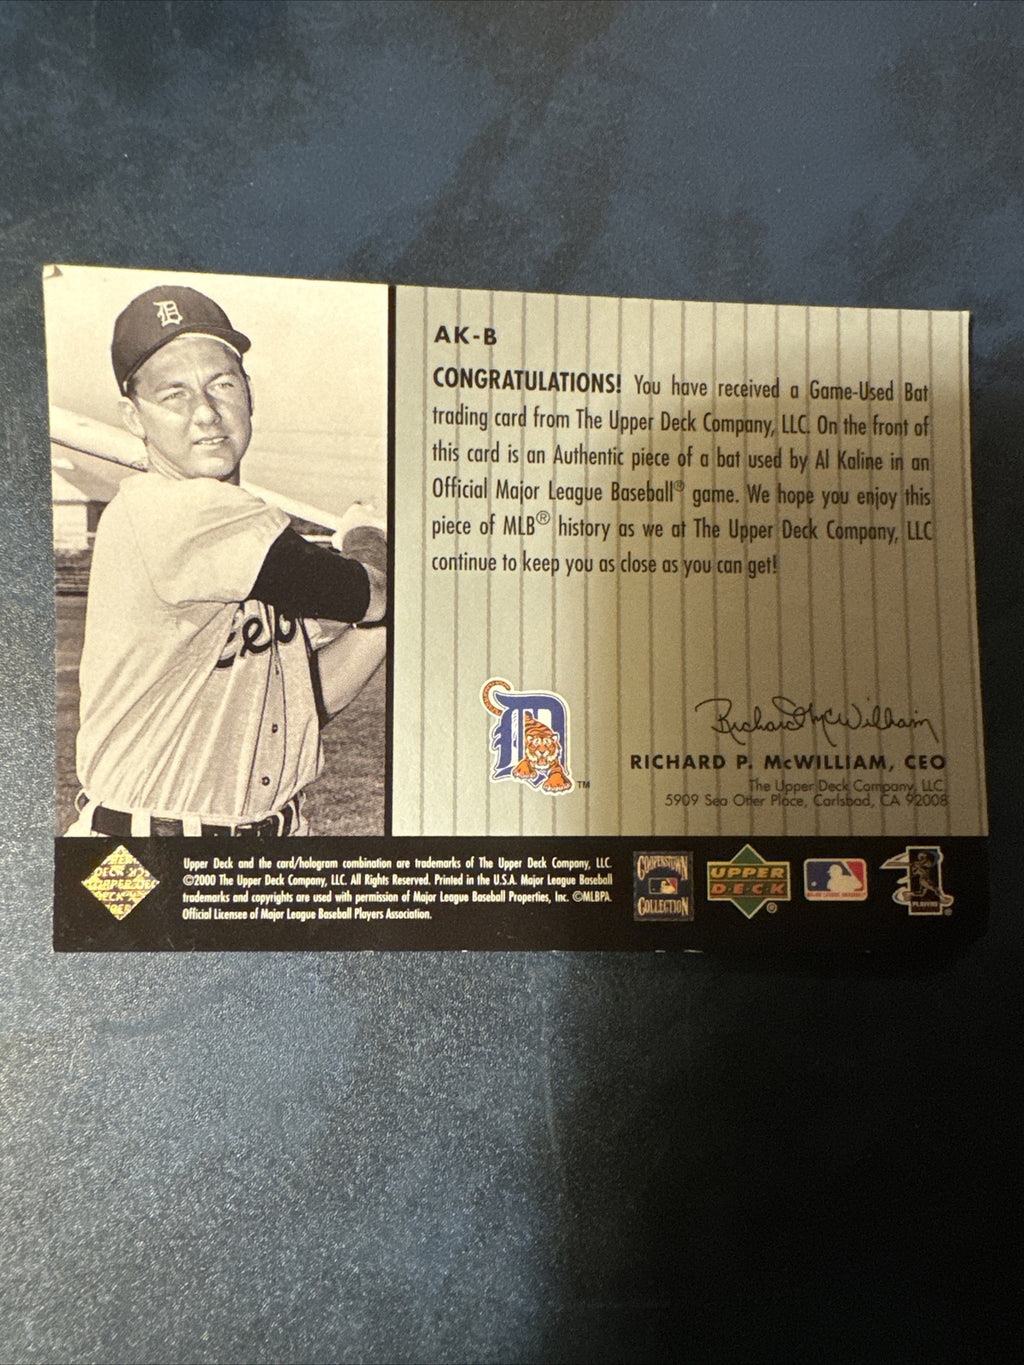 AK-B
CONGRATULATIONS! You have received a Game-Used Bat
trading card from The Upper Deck Company, LLC. On the front of
this card is an Authentic piece of a bat used by Al Kaline in an
Official Major League Baseball® game. We hope you enjoy this
piece of MLB® history as we at The Upper Deck Company, LLC
continue to keep you as close as you can get!
D
TM
Richard P. McWilliam
RICHARD P. McWILLIAM, CEO
The Upper Deck Company, LLC.
5909 Sea Otter Place, Carlsbad, CA 92008
Upper Deck and the card/hologram combination are trademarks of The Upper Deck Company, LLC.
©2000 The Upper Deck Company, LLC. All Rights Reserved. Printed in the U.S.A. Major League Baseball
trademarks and copyrights are used with permission of Major League Baseball Properties, Inc. ©MLBPA.
Official Licensee of Major League Baseball Players Association.
COOPERSTOWN
COLLECTION
UPPER
DECK®
PLAYERS